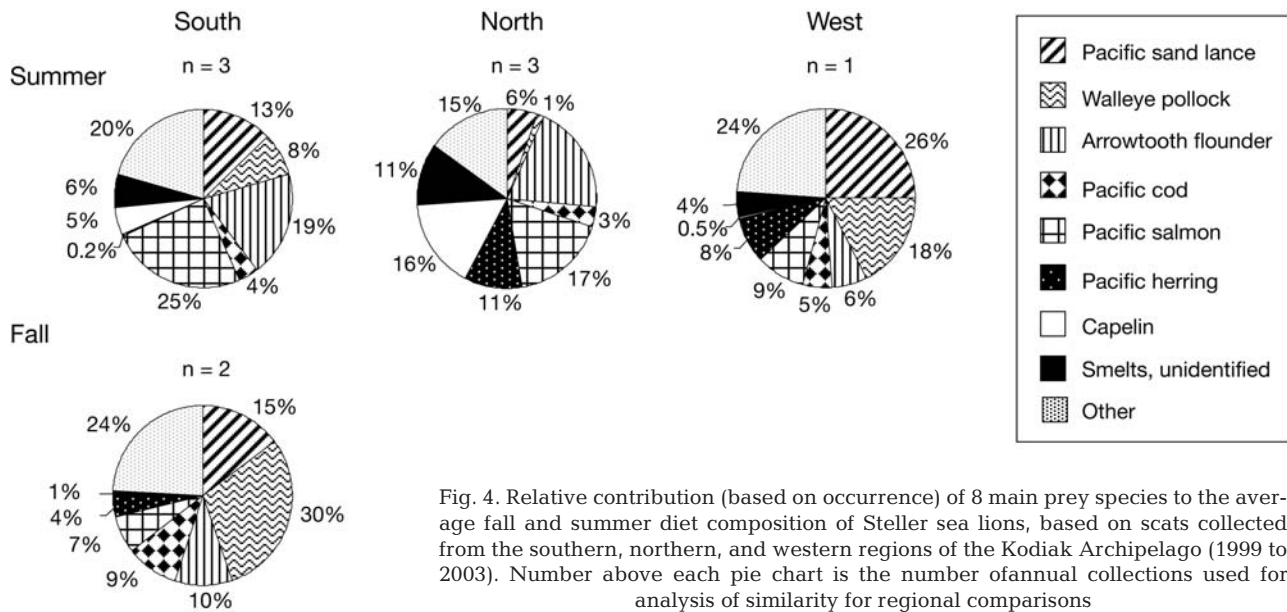 South North West
n = 3 n = 3 n = 1
Summer
13%
8%
19%
4%
25%
0.2%
5%
6%
20%
6%
1%
3%
17%
11%
16%
11%
15%
26%
18%
6%
5%
9%
8%
0.5%
4%
24%
Fall
n = 2
15%
30%
10%
9%
7%
4%
1%
24%
Pacific sand lance
Walleye pollock
Arrowtooth flounder
Pacific cod
Pacific salmon
Pacific herring
Capelin
Smelts, unidentified
Other
Fig. 4. Relative contribution (based on occurrence) of 8 main prey species to the aver-
age fall and summer diet composition of Steller sea lions, based on scats collected
from the southern, northern, and western regions of the Kodiak Archipelago (1999 to
2003). Number above each pie chart is the number ofannual collections used for
analysis of similarity for regional comparisons